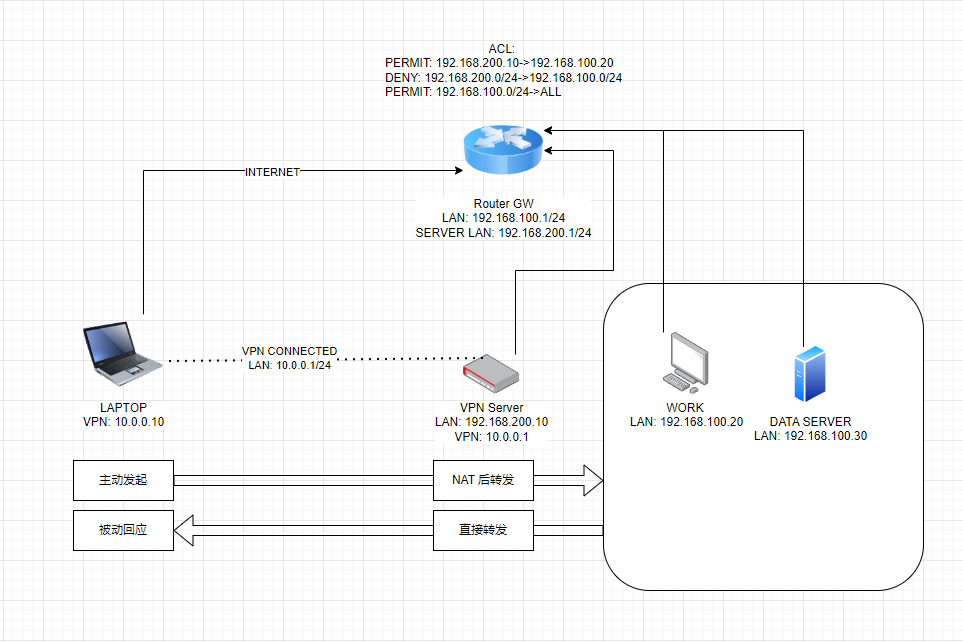 ACL:
PERMIT: 192.168.200.10->192.168.100.20
DENY: 192.168.200.0/24->192.168.100.0/24
PERMIT: 192.168.100.0/24->ALL
INTERNET
Router GW
LAN: 192.168.100.1/24
SERVER LAN: 192.168.200.1/24
VPN CONNECTED
LAN: 10.0.0.1/24
LAPTOP
VPN: 10.0.0.10
VPN Server
LAN: 192.168.200.10
VPN: 10.0.0.1
WORK
LAN: 192.168.100.20
DATA SERVER
LAN: 192.168.100.30
主动发起
NAT 后转发
被动回应
直接转发